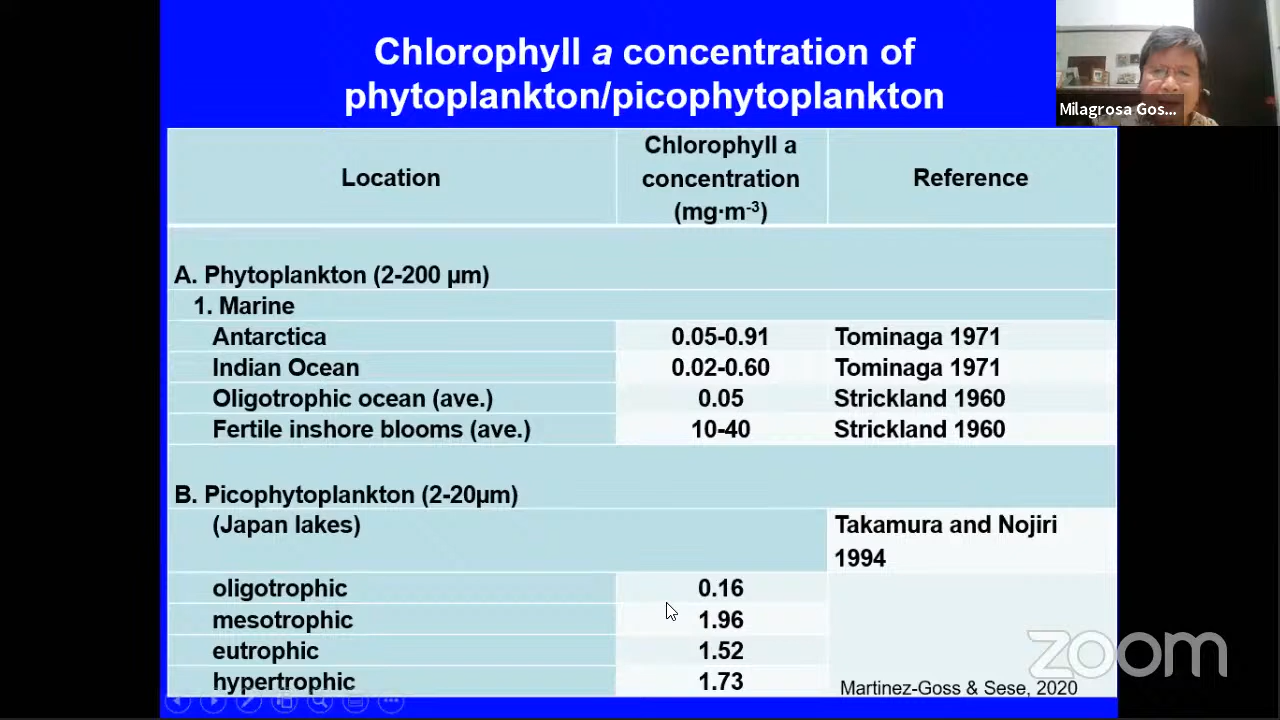 Chlorophyll a concentration of
phytoplankton/picophytoplankton
Milagrosa Gos...
Location
Chlorophyll a
concentration
(mg·m-³)
Reference
A. Phytoplankton (2-200 µm)
1. Marine
Antarctica 0.05-0.91 Tominaga 1971
Indian Ocean 0.02-0.60 Tominaga 1971
Oligotrophic ocean (ave.) 0.05 Strickland 1960
Fertile inshore blooms (ave.) 10-40 Strickland 1960
B. Picophytoplankton (2-20µm)
(Japan lakes) Takamura and Nojiri
1994
oligotrophic 0.16
mesotrophic 1.96
eutrophic 1.52
hypertrophic 1.73
Martinez-Goss & Sese, 2020
zoom